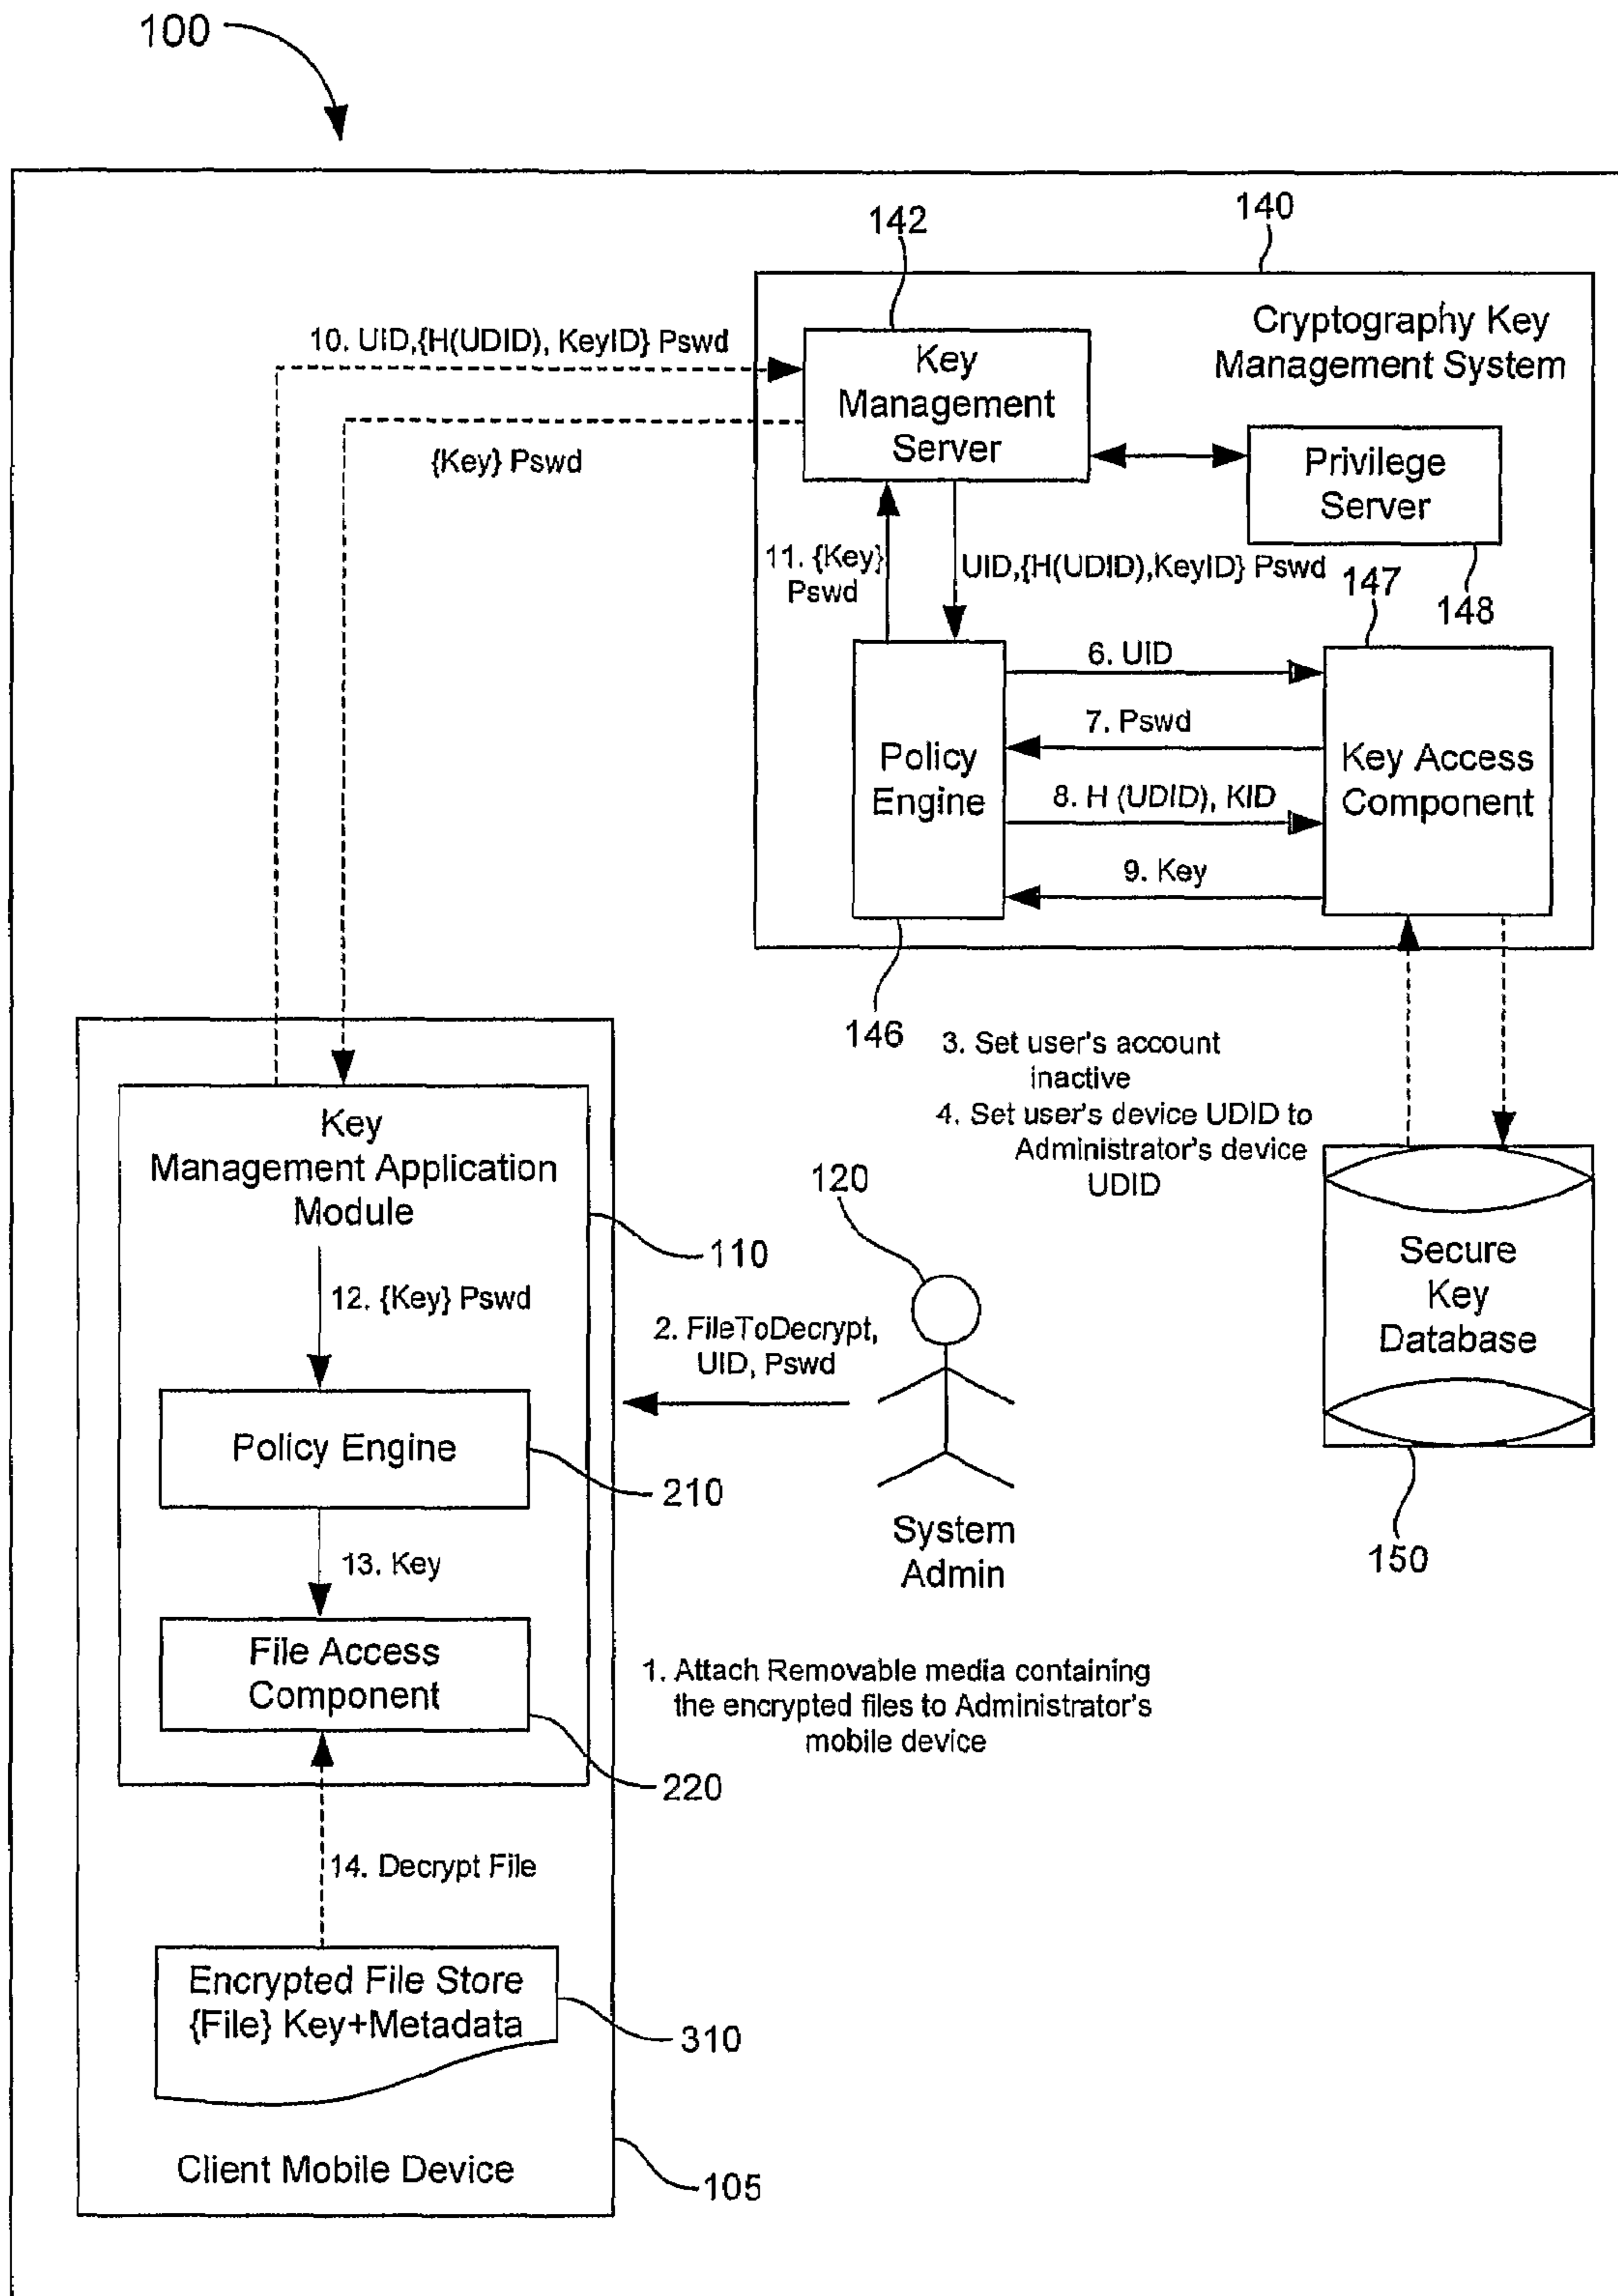 100
142
140
10. UID,{H(UDID), KeyID} Pswd
{Key} Pswd
Key
Management
Server
Cryptography Key
Management System
Privilege
Server
11. {Key}
Pswd
UID,{H(UDID),KeyID} Pswd
147
148
6. UID
7. Pswd
8. H (UDID), KID
9. Key
Policy
Engine
Key Access
Component
146
3. Set user's account
inactive
4. Set user's device UDID to
Administrator's device
UDID
Key
Management Application
Module
110
12. {Key} Pswd
120
2. FileToDecrypt,
UID, Pswd
Secure
Key
Database
Policy Engine
210
System
Admin
150
13. Key
File Access
Component
1. Attach Removable media containing
the encrypted files to Administrator's
mobile device
220
14. Decrypt File
Encrypted File Store
{File} Key+Metadata
310
Client Mobile Device
105